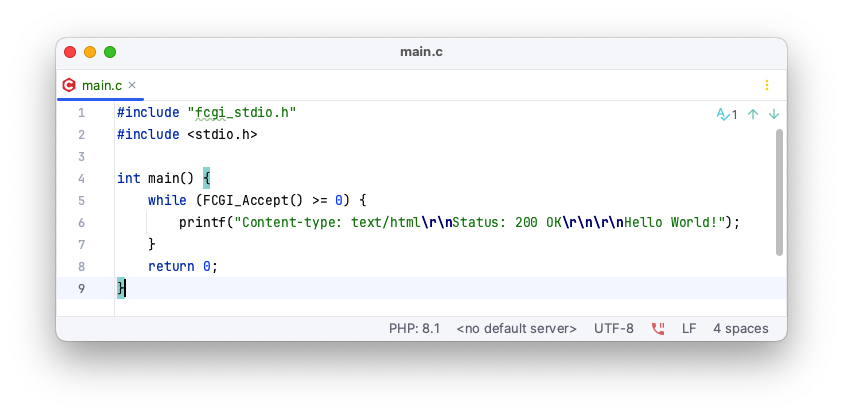 main.c
main.c
1
1 #include "fcgi_stdio.h"
2 #include <stdio.h>
3
4 int main() {
5     while (FCGI_Accept() >= 0) {
6         printf("Content-type: text/html\r\nStatus: 200 OK\r\n\r\nHello World!");
7     }
8     return 0;
9 }
PHP: 8.1 <no default server> UTF-8 LF 4 spaces